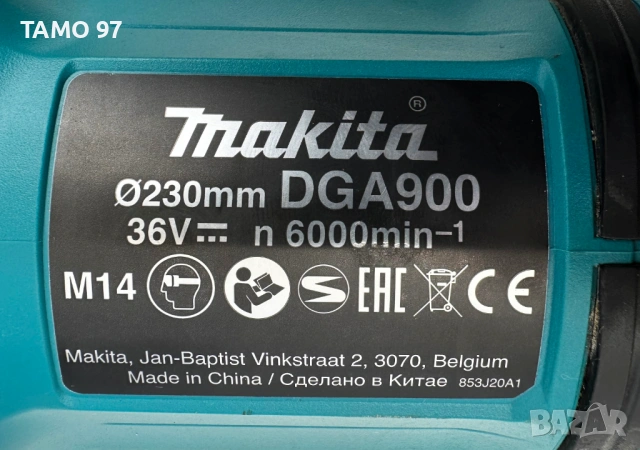 TAMO 97
makita®
Ø230mm DGA900
36V n 6000min-1
M14 EAC CE
Makita, Jan-Baptist Vinkstraat 2, 3070, Belgium
Made in China / Сделано в Китае 853J20A1
BAZAR